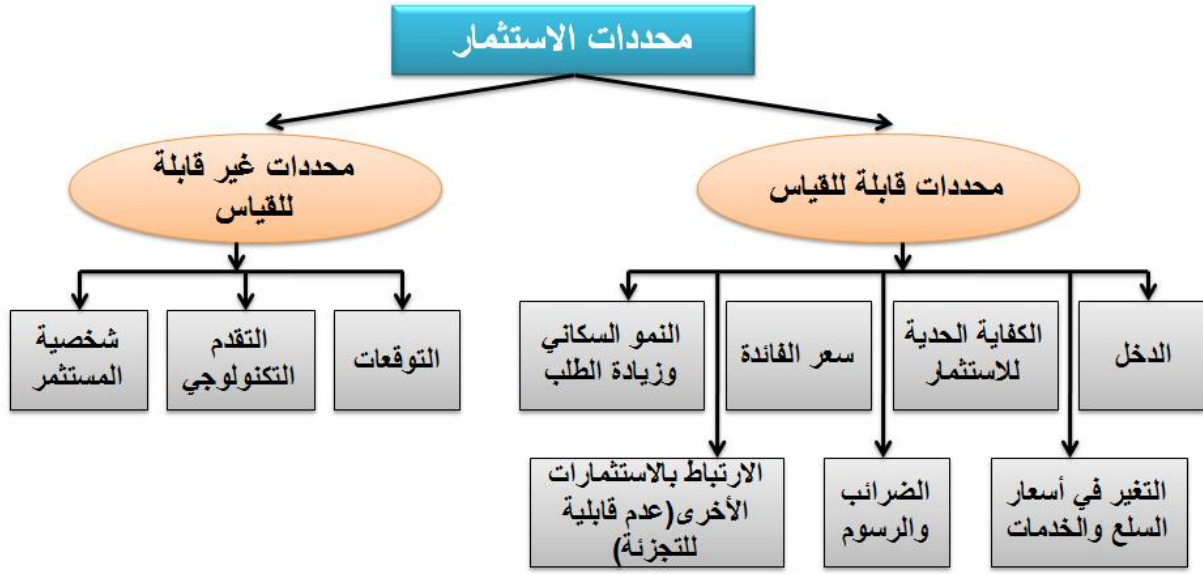 محددات الاستثمار
محددات قابلة للقياس
محددات غير قابلة
للقياس
الدخل
الكفاية الحدية
للاستثمار
سعر الفائدة
النمو السكاني
وزيادة الطلب
التغير في أسعار
السلع والخدمات
الضرائب
والرسوم
الارتباط بالاستثمارات
الأخرى(عدم قابلية
للتجزئة)
التوقعات
التقدم
التكنولوجي
شخصية
المستثمر